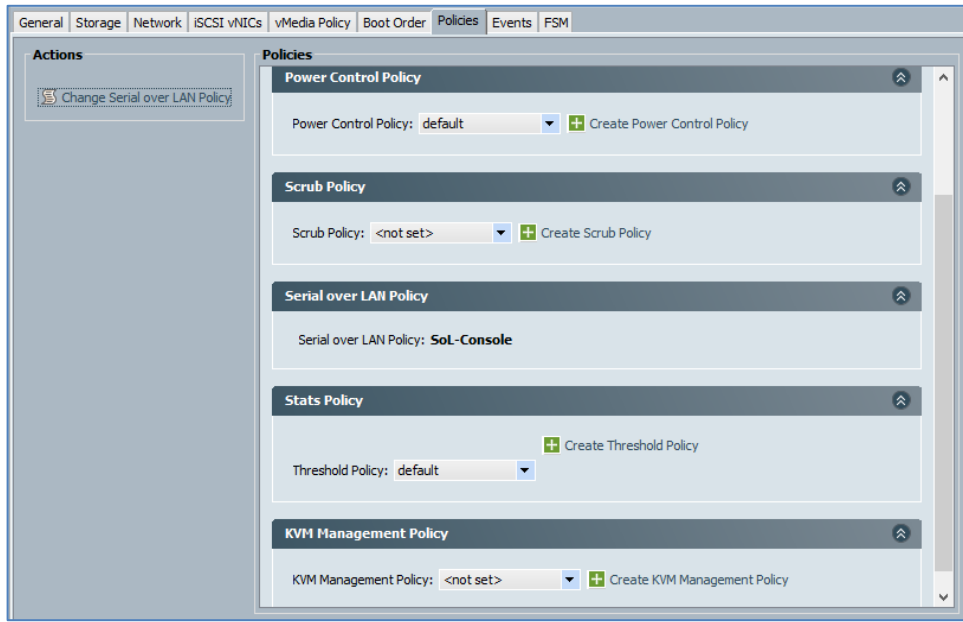 General Storage Network iSCSI vNICs vMedia Policy Boot Order Policies Events FSM
Actions
Change Serial over LAN Policy
Policies
Power Control Policy
Power Control Policy: default Create Power Control Policy
Scrub Policy
Scrub Policy: <not set> Create Scrub Policy
Serial over LAN Policy
Serial over LAN Policy: SoL-Console
Stats Policy
Create Threshold Policy
Threshold Policy: default
KVM Management Policy
KVM Management Policy: <not set> Create KVM Management Policy